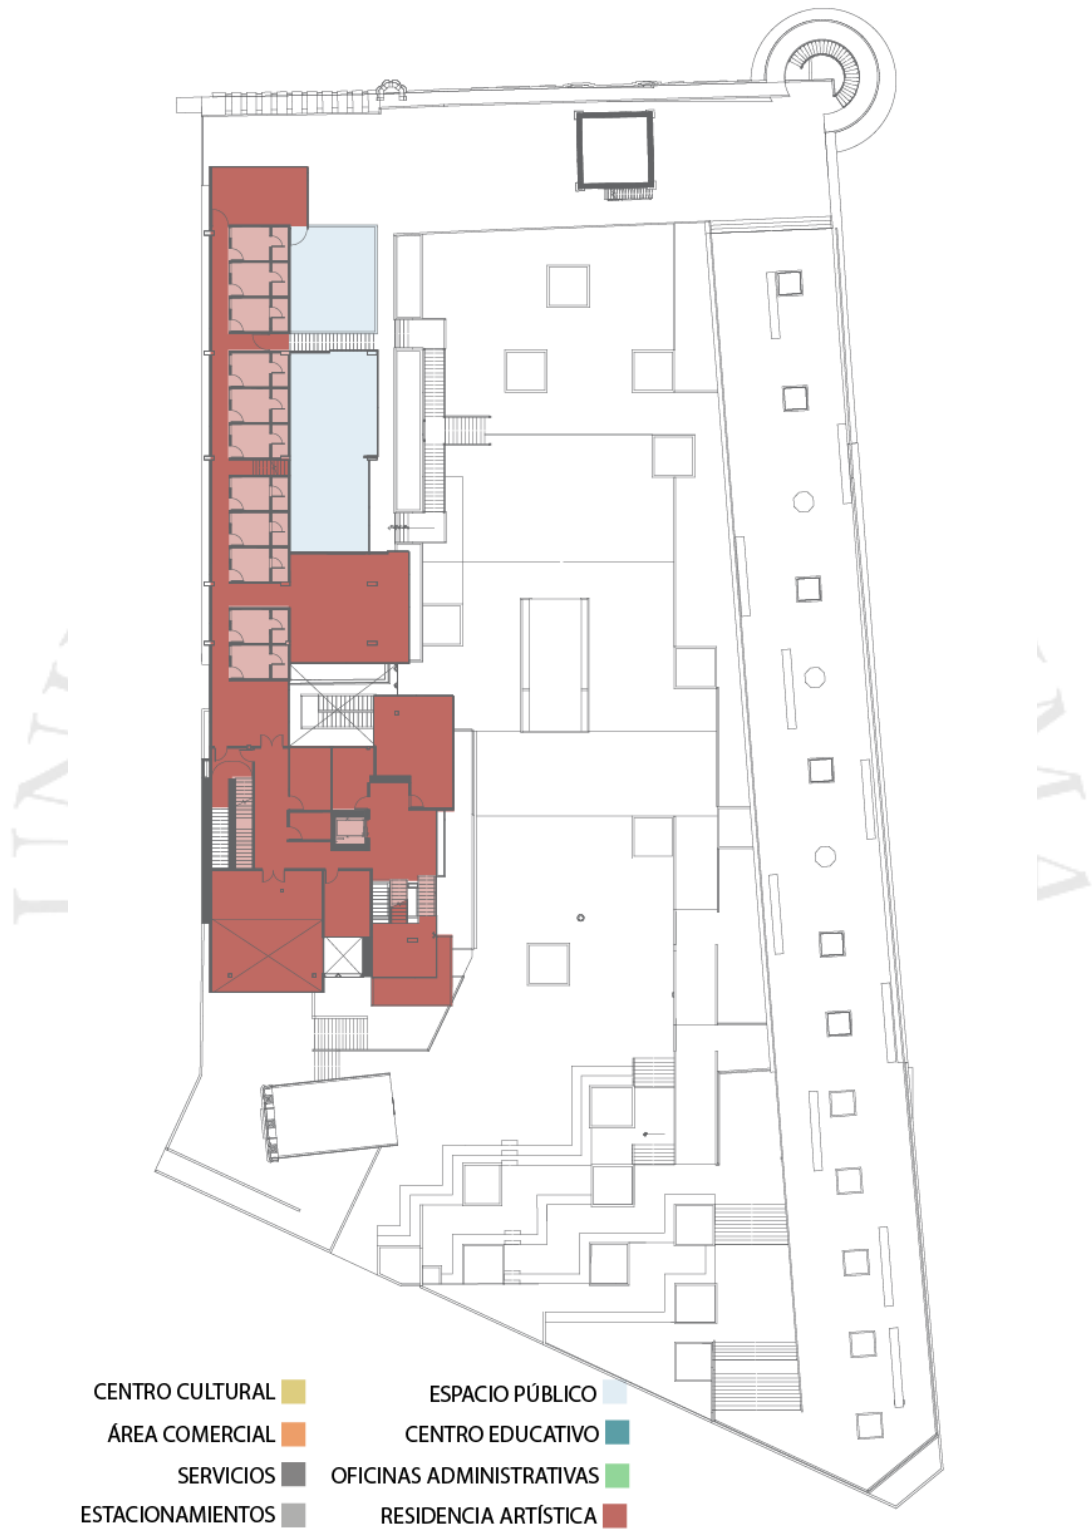 CENTRO CULTURAL
ÁREA COMERCIAL
SERVICIOS
ESTACIONAMIENTOS
ESPACIO PÚBLICO
CENTRO EDUCATIVO
OFICINAS ADMINISTRATIVAS
RESIDENCIA ARTÍSTICA